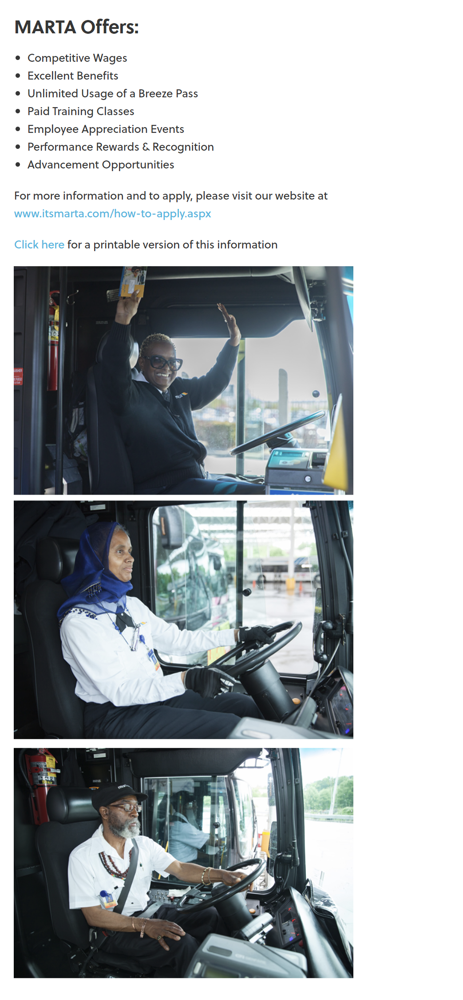 MARTA Offers:
• Competitive Wages
• Excellent Benefits
• Unlimited Usage of a Breeze Pass
• Paid Training Classes
• Employee Appreciation Events
• Performance Rewards & Recognition
• Advancement Opportunities
For more information and to apply, please visit our website at
www.itsmarta.com/how-to-apply.aspx
Click here for a printable version of this information